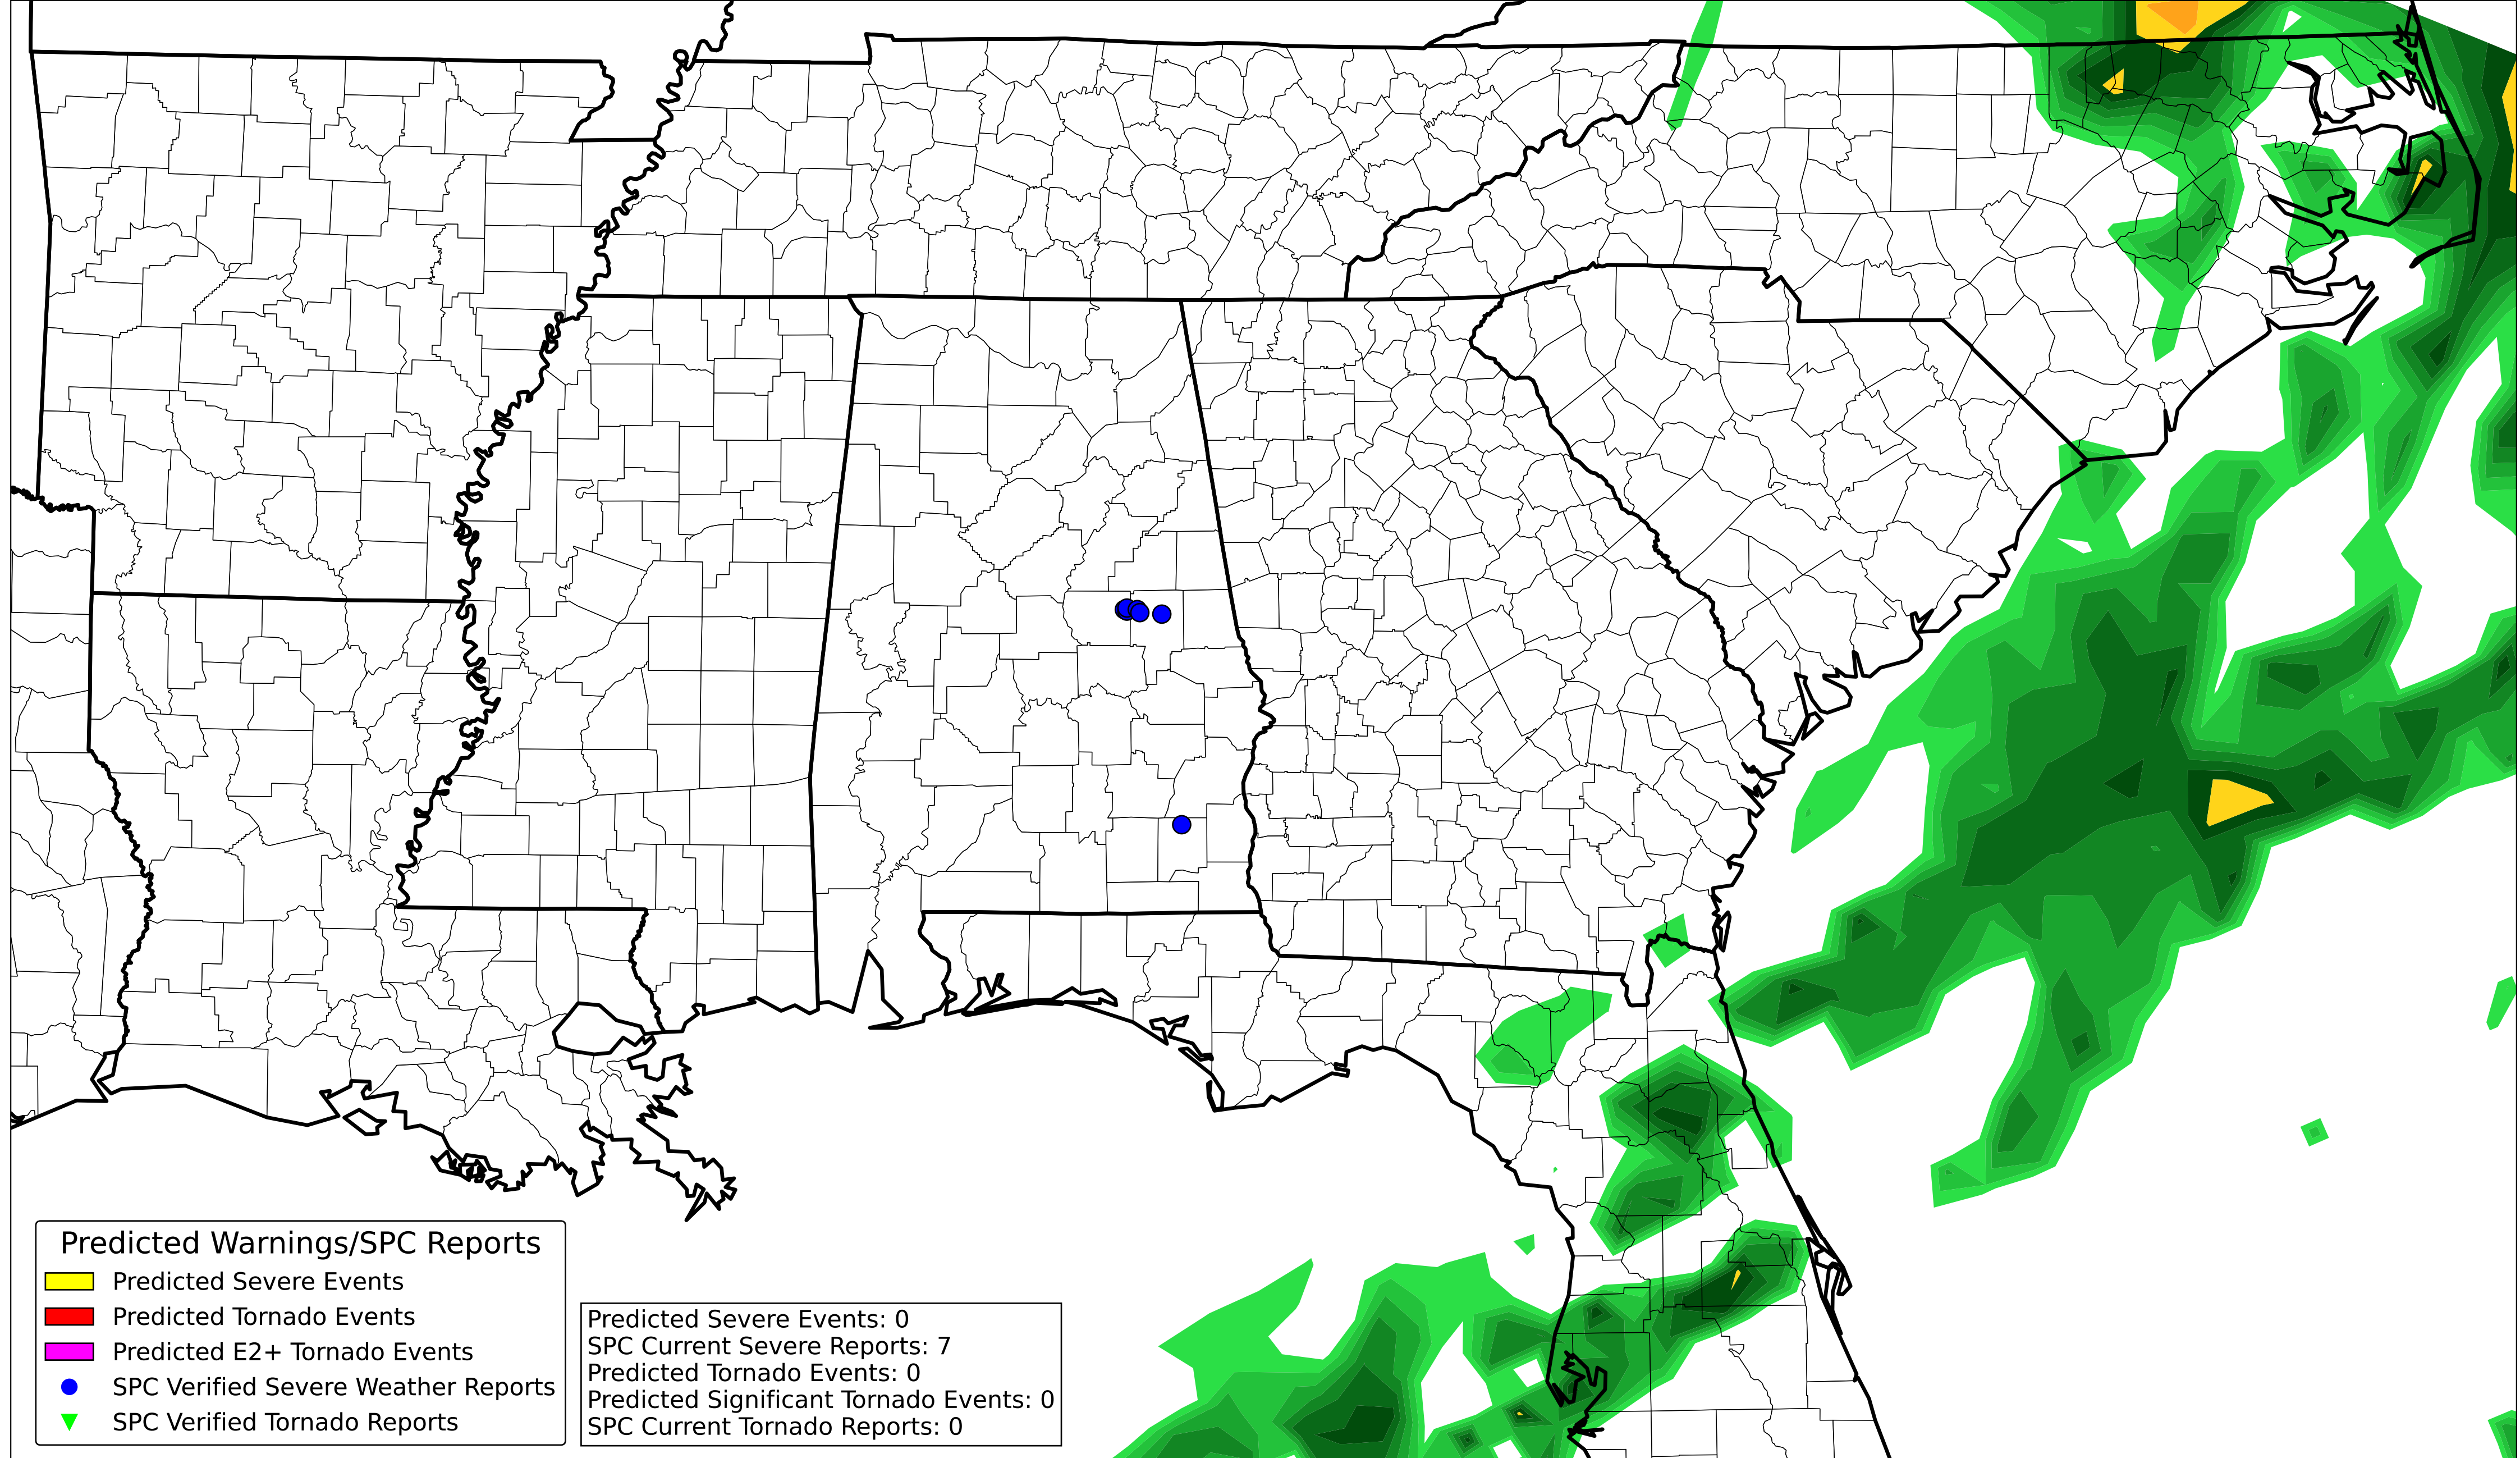 Predicted Warnings/SPC Reports
Predicted Severe Events
Predicted Tornado Events
Predicted E2+ Tornado Events
SPC Verified Severe Weather Reports
SPC Verified Tornado Reports
Predicted Severe Events: 0
SPC Current Severe Reports: 7
Predicted Tornado Events: 0
Predicted Significant Tornado Events: 0
SPC Current Tornado Reports: 0